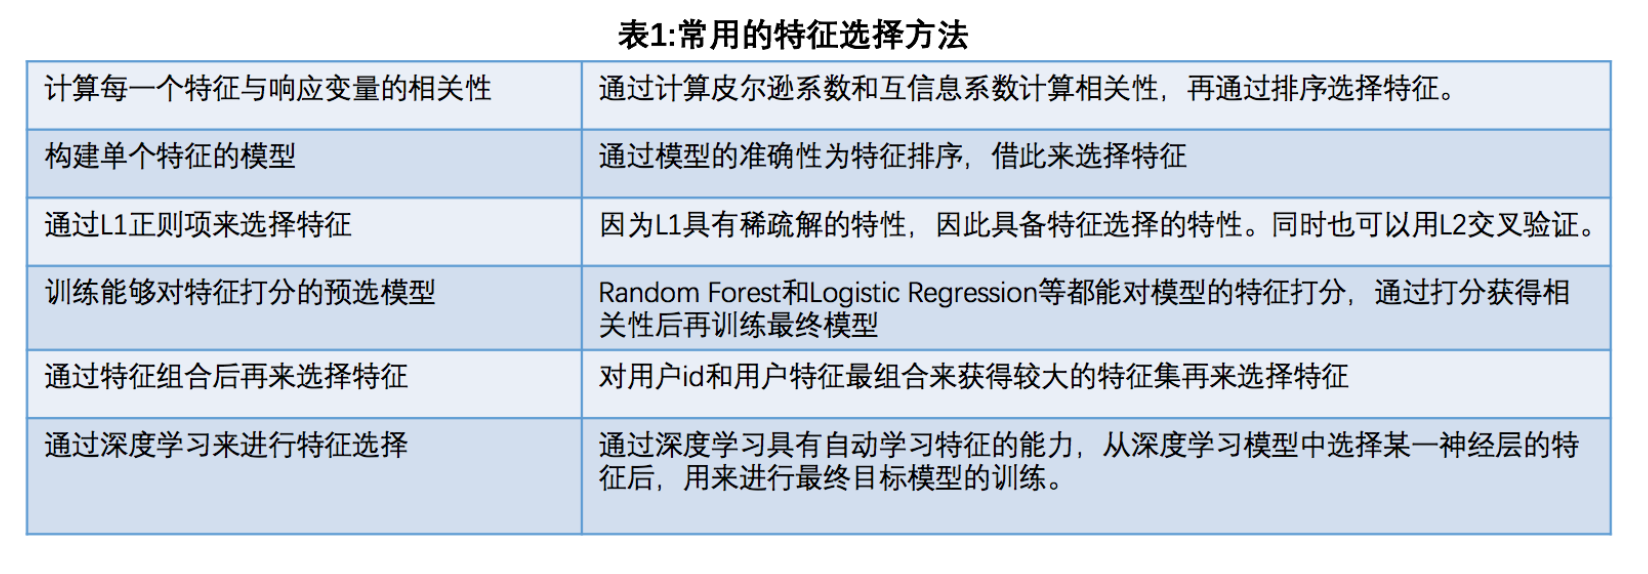 表1:常用的特征选择方法
计算每一个特征与响应变量的相关性
通过计算皮尔逊系数和互信息系数计算相关性，再通过排序选择特征。
构建单个特征的模型
通过模型的准确性为特征排序，借此来选择特征
通过L1正则项来选择特征
因为L1具有稀疏解的特性，因此具备特征选择的特性。同时也可以用L2交叉验证。
训练能够对特征打分的预选模型
Random Forest和Logistic Regression等都能对模型的特征打分，通过打分获得相
关性后再训练最终模型
通过特征组合后再来选择特征
对用户id和用户特征最组合来获得较大的特征集再来选择特征
通过深度学习来进行特征选择
通过深度学习具有自动学习特征的能力，从深度学习模型中选择某一神经层的特
征后，用来进行最终目标模型的训练。